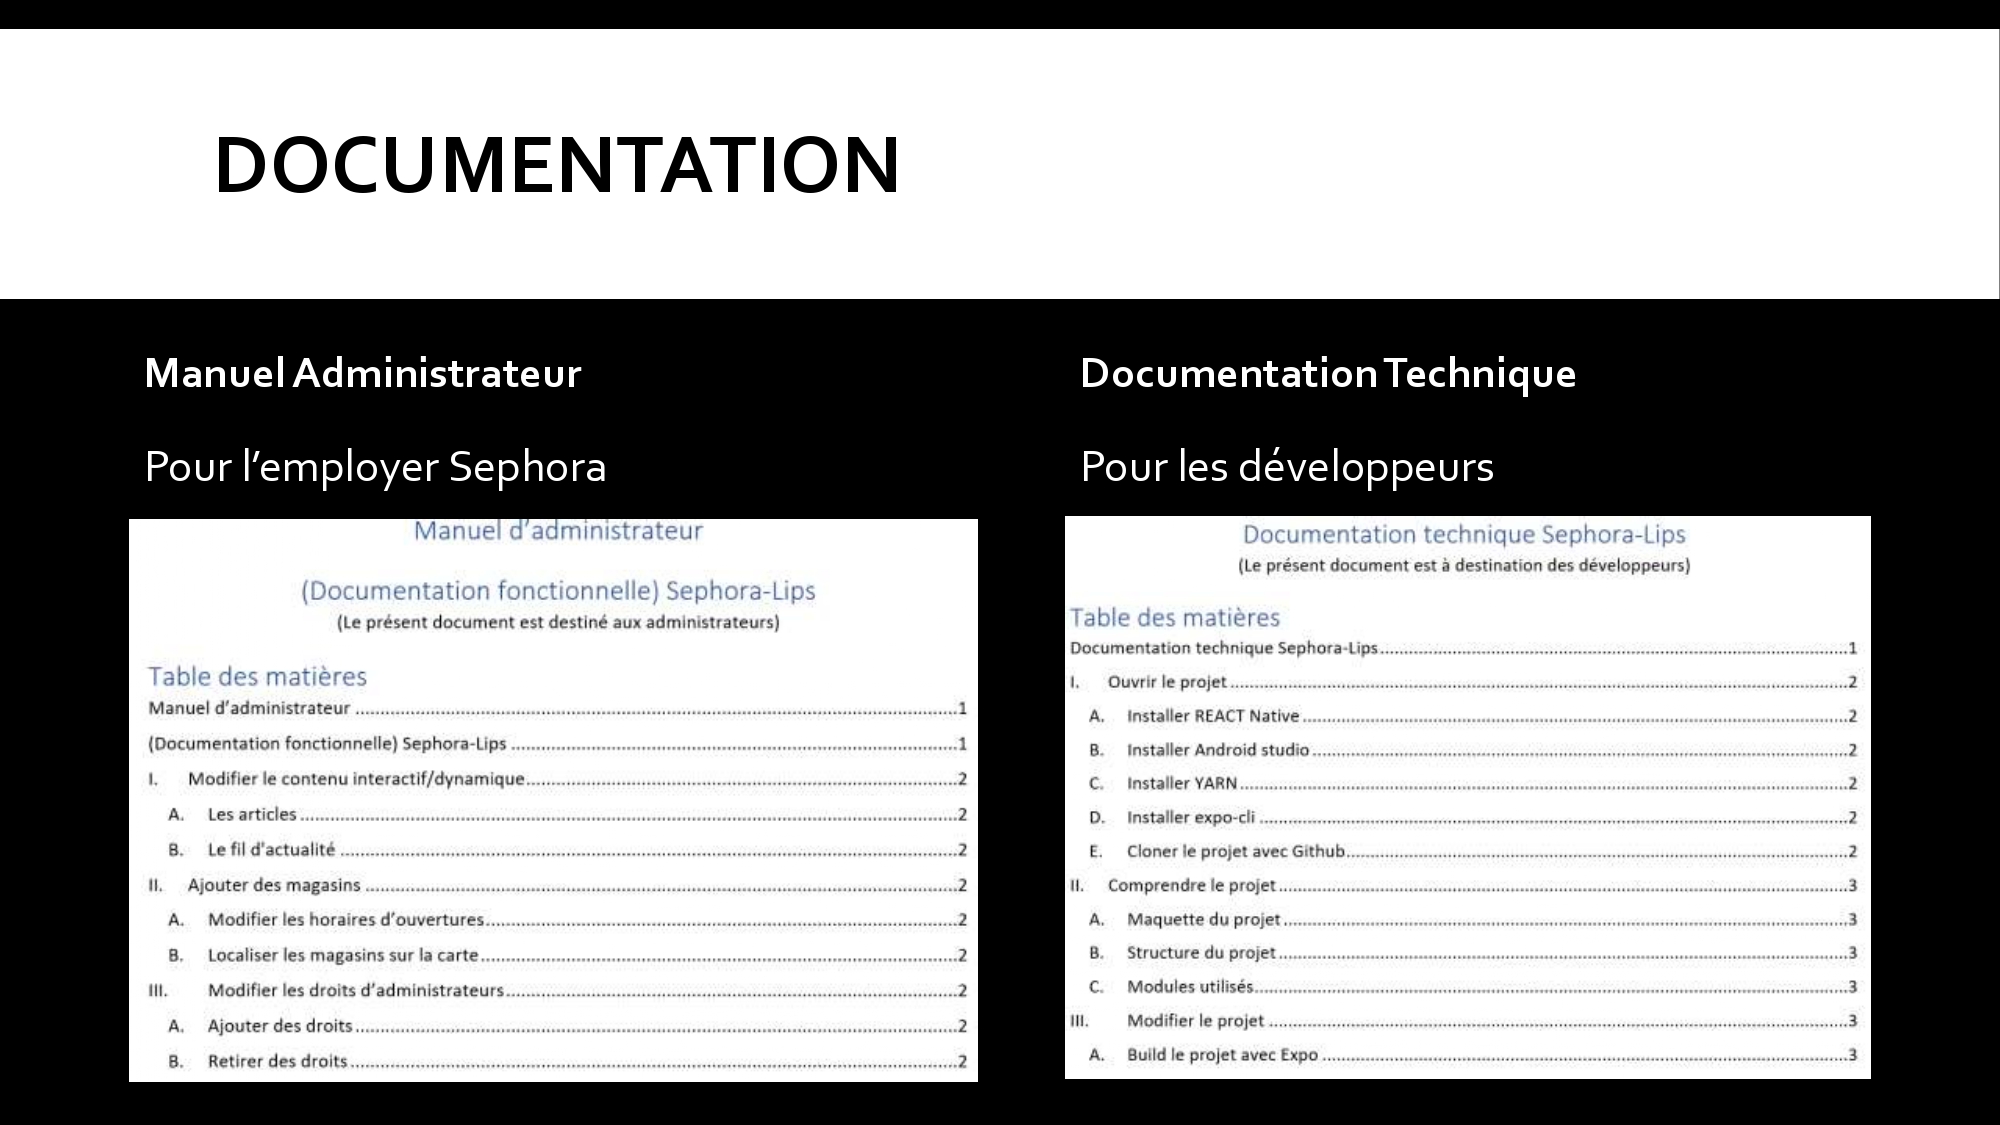 DOCUMENTATION
Manuel Administrateur
Pour l’employer Sephora
Manuel d’administrateur
(Documentation fonctionnelle) Sephora-Lips
(Le présent document est destiné aux administrateurs)
Table des matières
Manuel d’administrateur ........ 1
(Documentation fonctionnelle) Sephora-Lips ........ 1
I. Modifier le contenu interactif/dynamique ........ 2
A. Les articles ........ 2
B. Le fil d'actualité ........ 2
II. Ajouter des magasins ........ 2
A. Modifier les horaires d’ouvertures ........ 2
B. Localiser les magasins sur la carte ........ 2
III. Modifier les droits d’administrateurs ........ 2
A. Ajouter des droits ........ 2
B. Retirer des droits ........ 2
Documentation Technique
Pour les développeurs
Documentation technique Sephora-Lips
(Le présent document est à destination des développeurs)
Table des matières
Documentation technique Sephora-Lips ........ 1
I. Ouvrir le projet ........ 2
A. Installer REACT Native ........ 2
B. Installer Android studio ........ 2
C. Installer YARN ........ 2
D. Installer expo-cli ........ 2
E. Cloner le projet avec Github ........ 2
II. Comprendre le projet ........ 3
A. Maquette du projet ........ 3
B. Structure du projet ........ 3
C. Modules utilisés ........ 3
III. Modifier le projet ........ 3
A. Build le projet avec Expo ........ 3